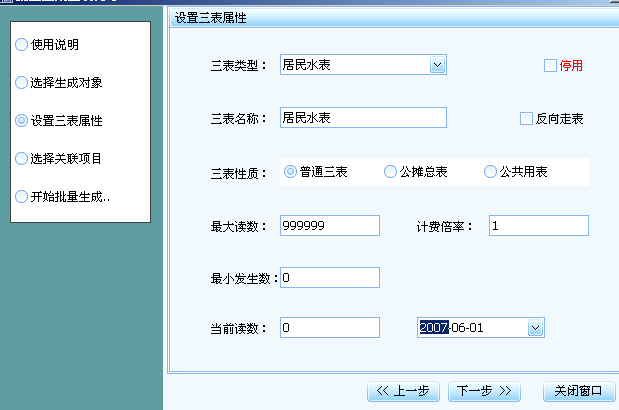 设置三表属性
使用说明
选择生成对象
设置三表属性
选择关联项目
开始批量生成..
三表类型： 居民水表 停用
三表名称： 居民水表 反向走表
三表性质： 普通三表 公摊总表 公共用表
最大读数： 999999 计费倍率： 1
最小发生数： 0
当前读数： 0 2007-06-01
<< 上一步 下一步 >> 关闭窗口